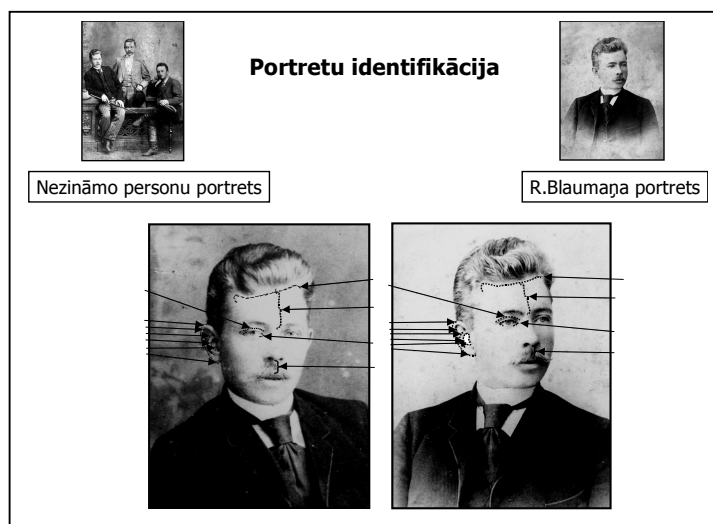 Portretu identifikācija
Nezināmo personu portrets
R.Blaumaņa portrets